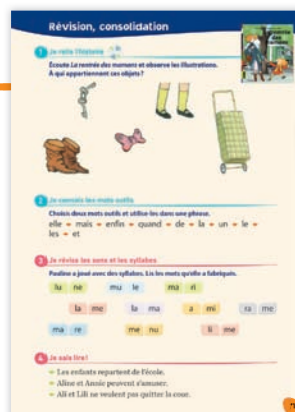 Révision, consolidation
1 Je relis l'histoire
Écoute La rentrée des mamans et observe les illustrations.
À qui appartiennent ces objets ?
2 Je connais les mots outils
Choisis deux mots outils et utilise-les dans une phrase.
elle • mais • enfin • quand • de • la • un • le •
les • et
3 Je révise les sons et les syllabes
Pauline a joué avec des syllabes. Lis les mots qu'elle a fabriqués.
lu ne mu le ma ri
la me la ma a mi ra me
ma re me nu li me
4 Je sais lire !
Les enfants repartent de l'école.
Aline et Annie peuvent s'amuser.
Ali et Lili ne veulent pas quitter la cour.